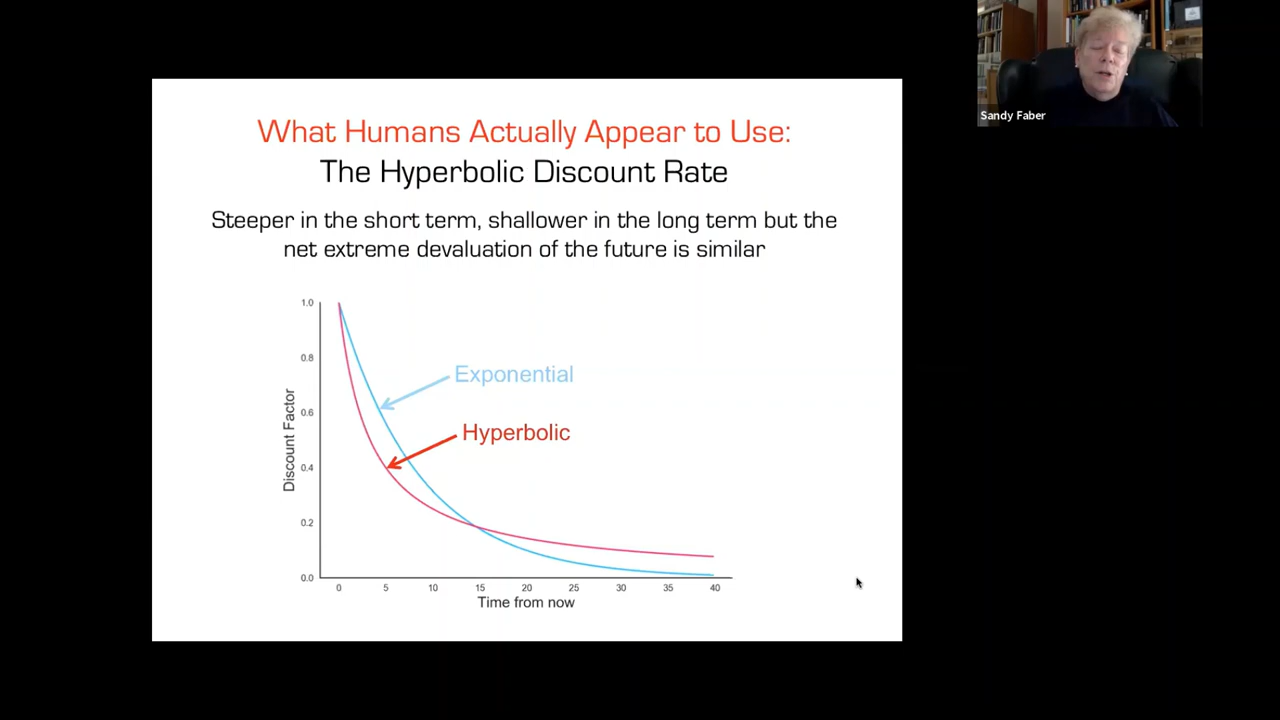 What Humans Actually Appear to Use:
The Hyperbolic Discount Rate
Steeper in the short term, shallower in the long term but the
net extreme devaluation of the future is similar
1.0
0.8
0.6
0.4
0.2
0.0
Discount Factor
Exponential
Hyperbolic
0 5 10 15 20 25 30 35 40
Time from now
Sandy Faber